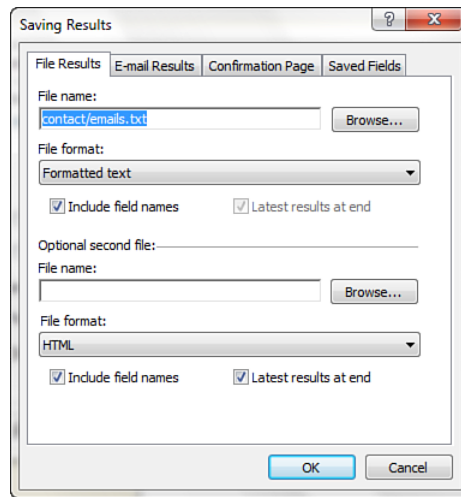 Saving Results
File Results E-mail Results Confirmation Page Saved Fields
File name:
contact/emails.txt Browse...
File format:
Formatted text
Include field names Latest results at end
Optional second file:
File name:
Browse...
File format:
HTML
Include field names Latest results at end
OK Cancel